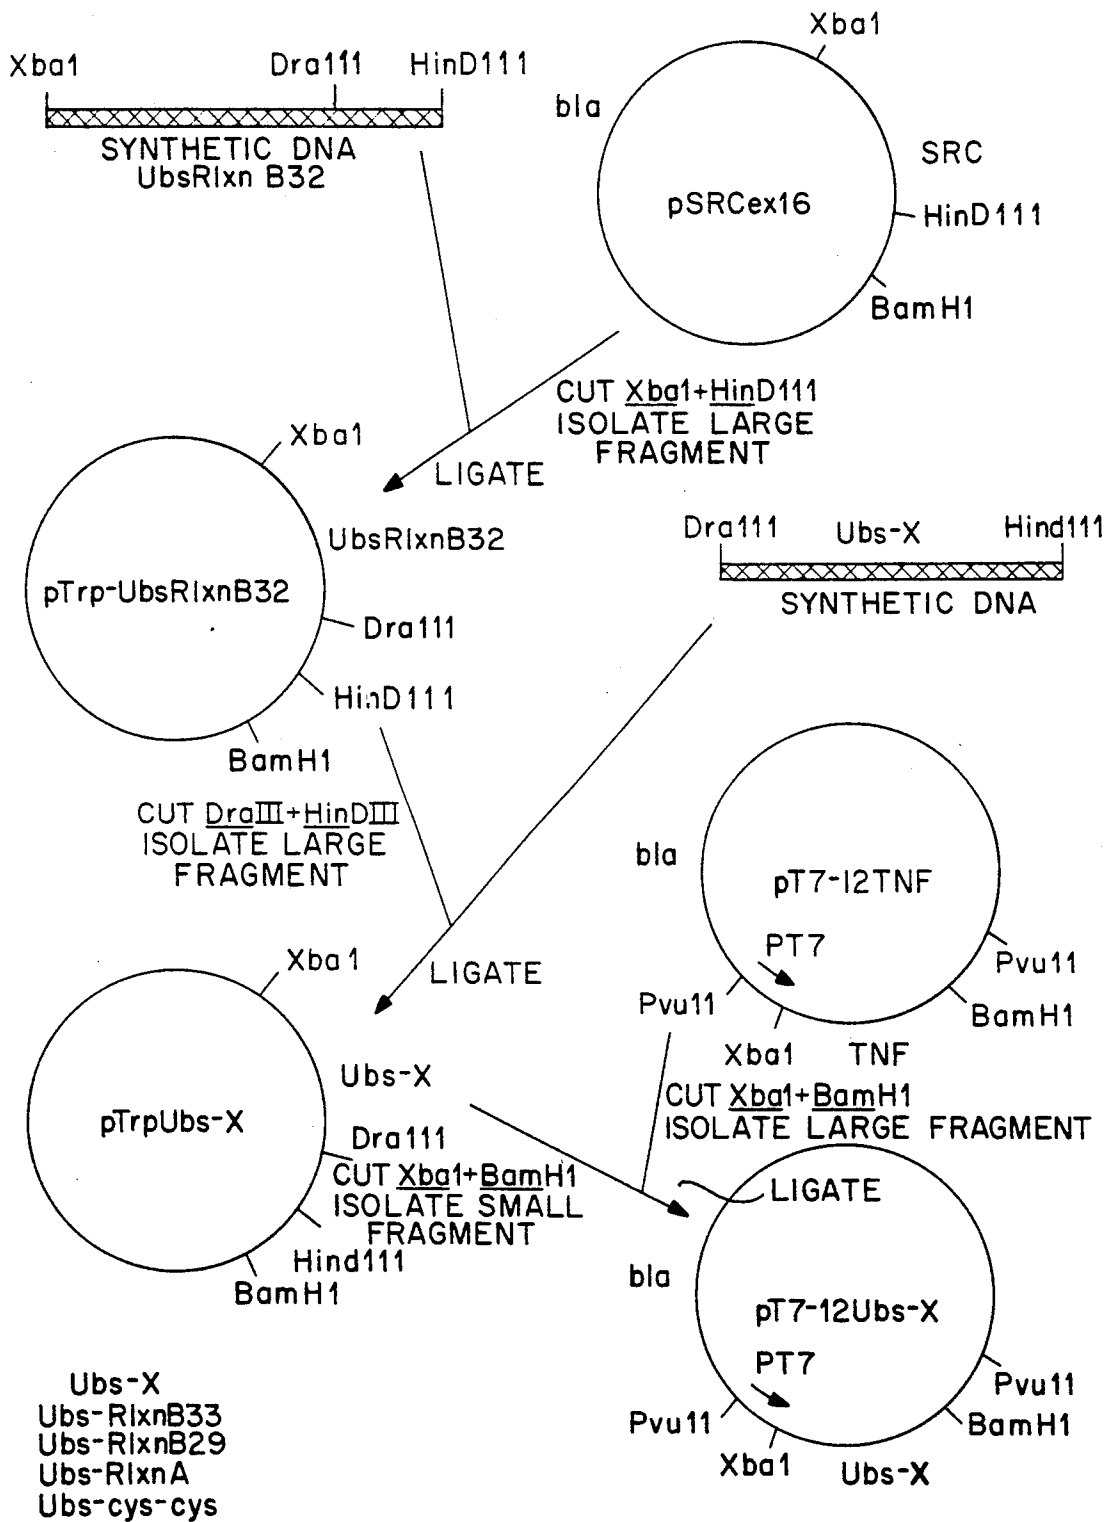 Xba1
Dra111
HinD111
SYNTHETIC DNA
UbsRlxn B32
Xba1
bla
SRC
pSRCex16
HinD111
BamH1
CUT Xba1+HinD111
ISOLATE LARGE
FRAGMENT
LIGATE
Xba1
UbsRlxnB32
pTrp-UbsRlxnB32
Dra111
HinD111
BamH1
Dra111
Ubs-X
Hind111
SYNTHETIC DNA
CUT DraIII+HinDIII
ISOLATE LARGE
FRAGMENT
LIGATE
bla
pT7-12TNF
PT7
Pvu11
Pvu11
BamH1
Xba1
TNF
CUT Xba1+BamH1
ISOLATE LARGE FRAGMENT
Xba1
Ubs-X
pTrpUbs-X
Dra111
CUT Xba1+BamH1
ISOLATE SMALL
FRAGMENT
Hind111
BamH1
LIGATE
bla
pT7-12Ubs-X
PT7
Pvu11
Pvu11
BamH1
Xba1
Ubs-X
Ubs-X
Ubs-RlxnB33
Ubs-RlxnB29
Ubs-RlxnA
Ubs-cys-cys